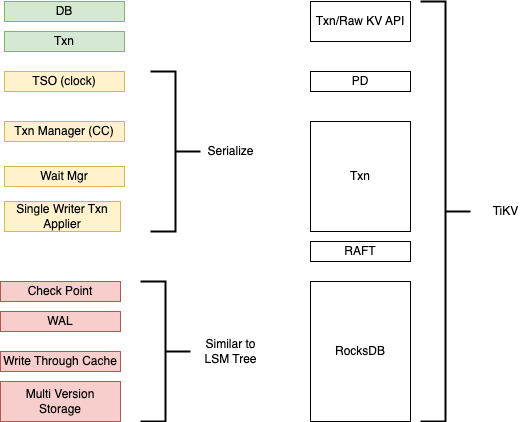 DB
Txn
TSO (clock)
Txn Manager (CC)
Wait Mgr
Single Writer Txn
Applier
Serialize
Check Point
WAL
Write Through Cache
Multi Version
Storage
Similar to
LSM Tree
Txn/Raw KV API
PD
Txn
RAFT
RocksDB
TiKV